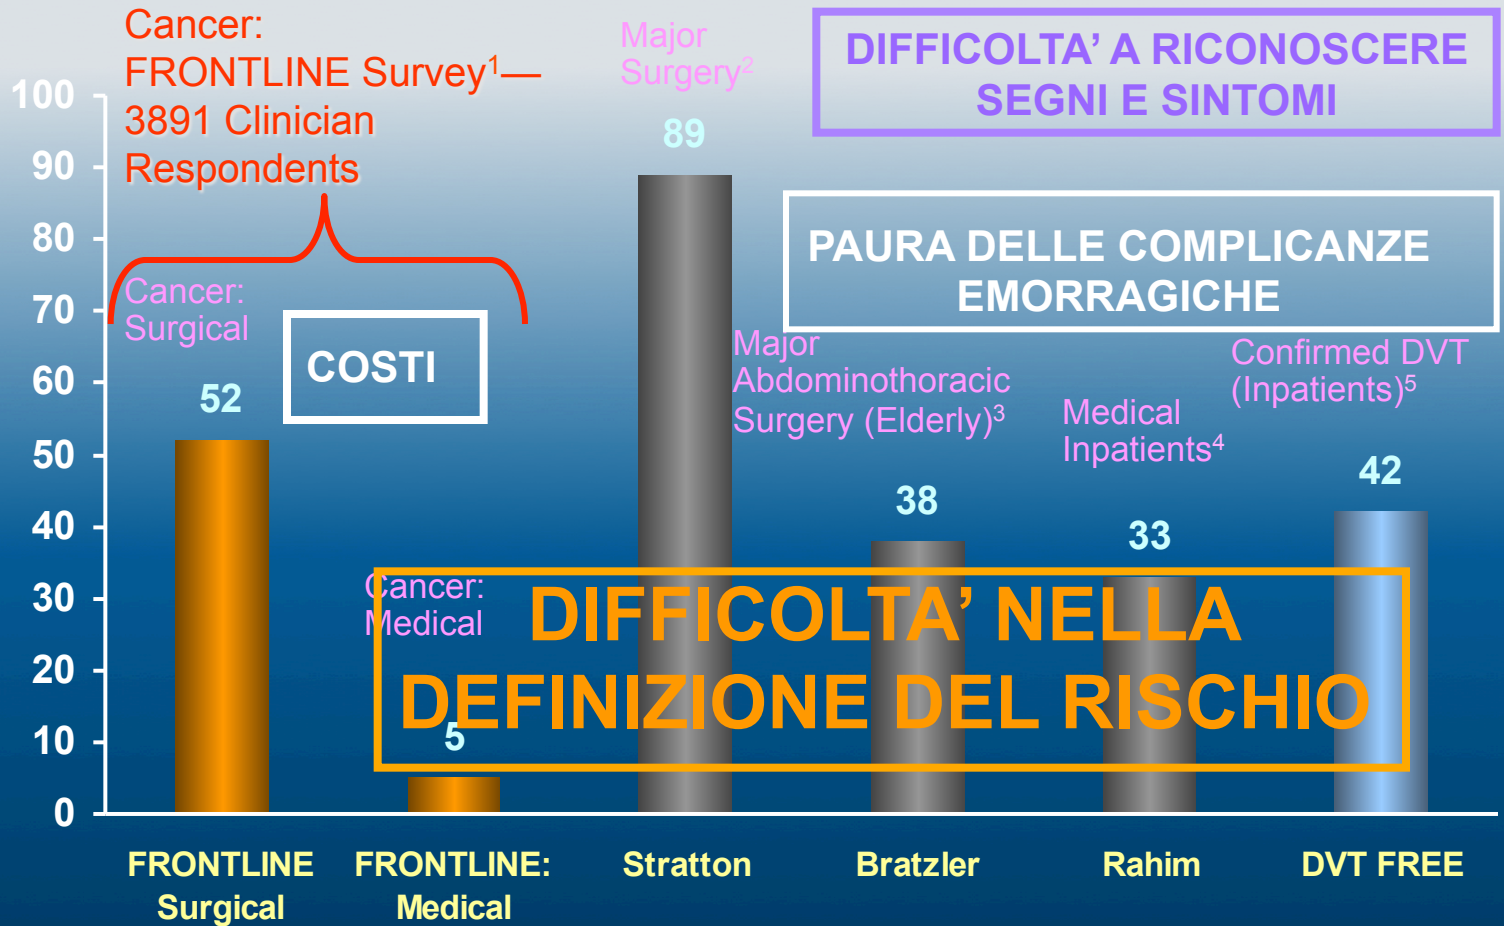 Cancer:
FRONTLINE Survey1—
3891 Clinician
Respondents
Major
Surgery2
DIFFICOLTA’ A RICONOSCERE
SEGNI E SINTOMI
PAURA DELLE COMPLICANZE
EMORRAGICHE
100
90
80
70
60
50
40
30
20
10
0
Cancer:
Surgical
52
COSTI
Cancer:
Medical
5
89
Major
Abdominothoracic
Surgery (Elderly)3
38
Medical
Inpatients4
33
Confirmed DVT
(Inpatients)5
42
DIFFICOLTA’ NELLA
DEFINIZIONE DEL RISCHIO
FRONTLINE
Surgical
FRONTLINE:
Medical
Stratton
Bratzler
Rahim
DVT FREE